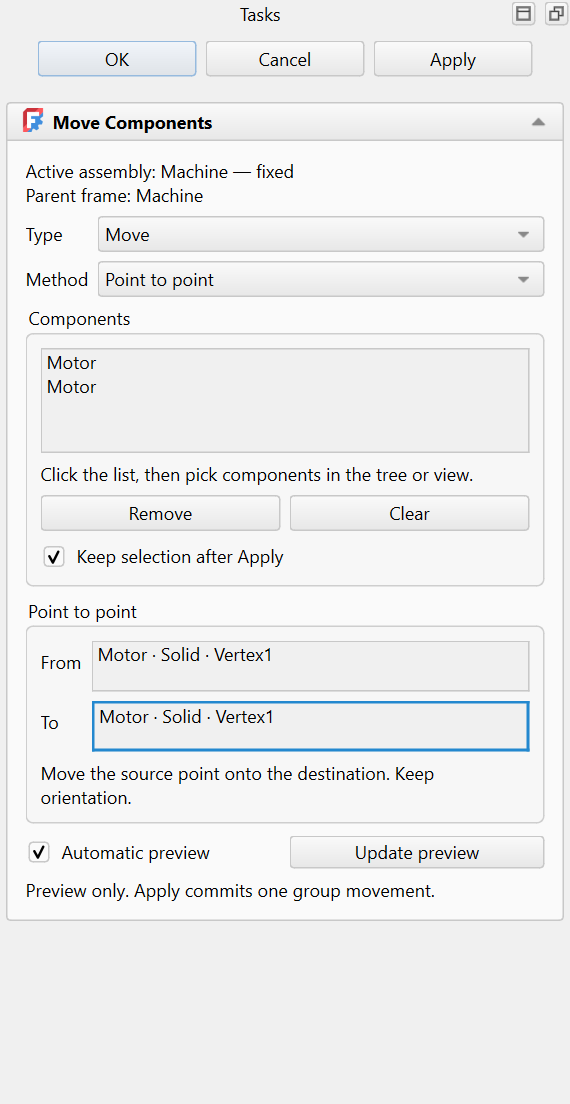 Tasks
OK Cancel Apply
Move Components
Active assembly: Machine — fixed
Parent frame: Machine
Type Move
Method Point to point
Components
Motor
Motor
Click the list, then pick components in the tree or view.
Remove Clear
Keep selection after Apply
Point to point
From Motor · Solid · Vertex1
To Motor · Solid · Vertex1
Move the source point onto the destination. Keep
orientation.
Automatic preview Update preview
Preview only. Apply commits one group movement.